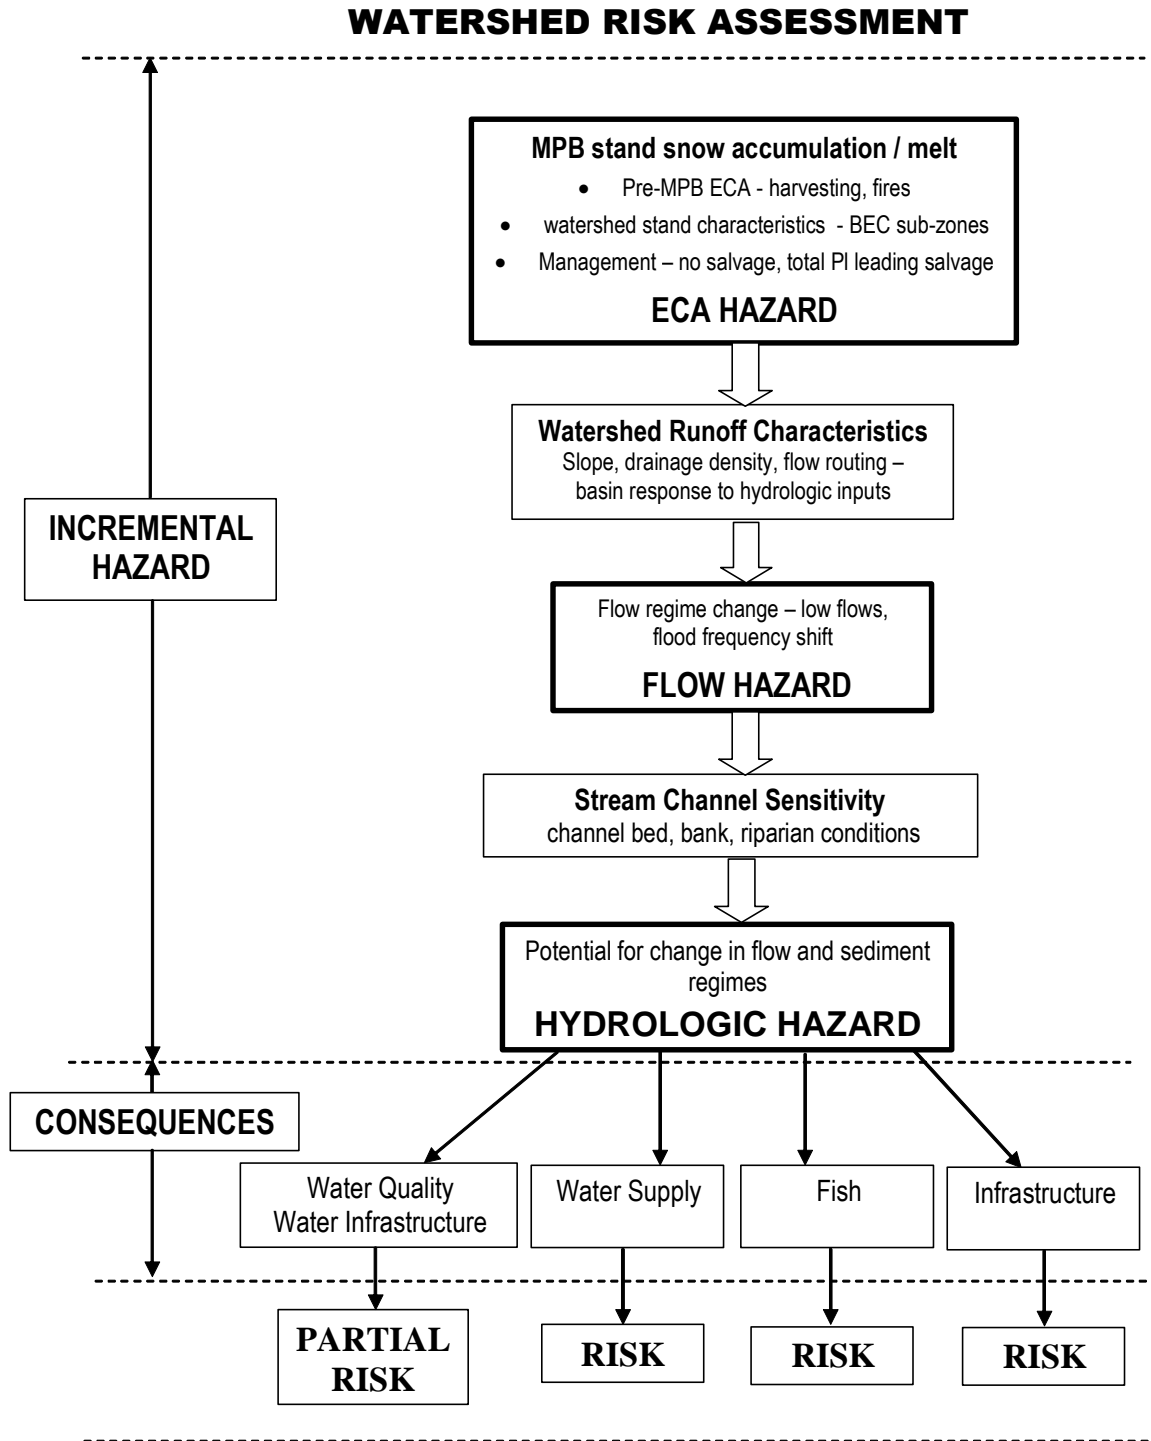 WATERSHED RISK ASSESSMENT
MPB stand snow accumulation / melt
• Pre-MPB ECA - harvesting, fires
• watershed stand characteristics - BEC sub-zones
• Management – no salvage, total Pl leading salvage
ECA HAZARD
Watershed Runoff Characteristics
Slope, drainage density, flow routing –
basin response to hydrologic inputs
INCREMENTAL
HAZARD
Flow regime change – low flows,
flood frequency shift
FLOW HAZARD
Stream Channel Sensitivity
channel bed, bank, riparian conditions
Potential for change in flow and sediment
regimes
HYDROLOGIC HAZARD
CONSEQUENCES
Water Quality
Water Infrastructure
Water Supply
Fish
Infrastructure
PARTIAL
RISK
RISK
RISK
RISK